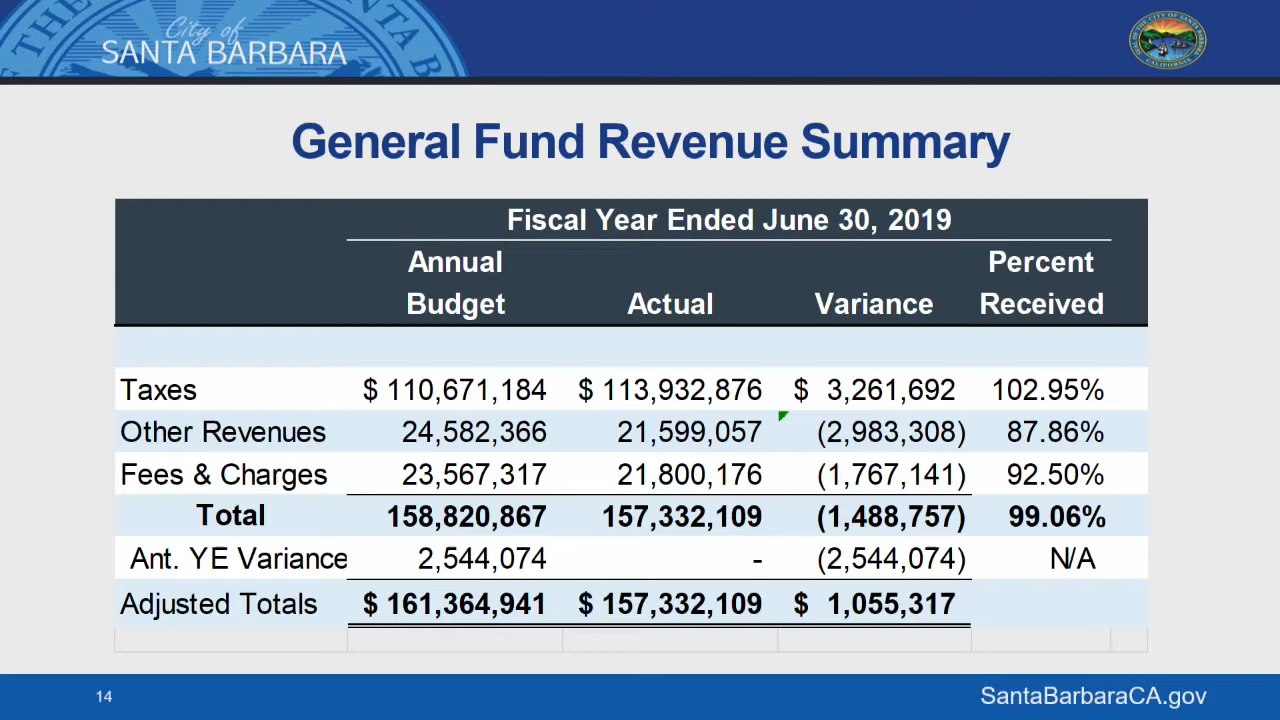 City of
SANTA BARBARA
General Fund Revenue Summary
Fiscal Year Ended June 30, 2019
Annual Budget Actual Variance Percent Received
Taxes $ 110,671,184 $ 113,932,876 $ 3,261,692 102.95%
Other Revenues 24,582,366 21,599,057 (2,983,308) 87.86%
Fees & Charges 23,567,317 21,800,176 (1,767,141) 92.50%
Total 158,820,867 157,332,109 (1,488,757) 99.06%
Ant. YE Variance 2,544,074 - (2,544,074) N/A
Adjusted Totals $ 161,364,941 $ 157,332,109 $ 1,055,317
14
SantaBarbaraCA.gov